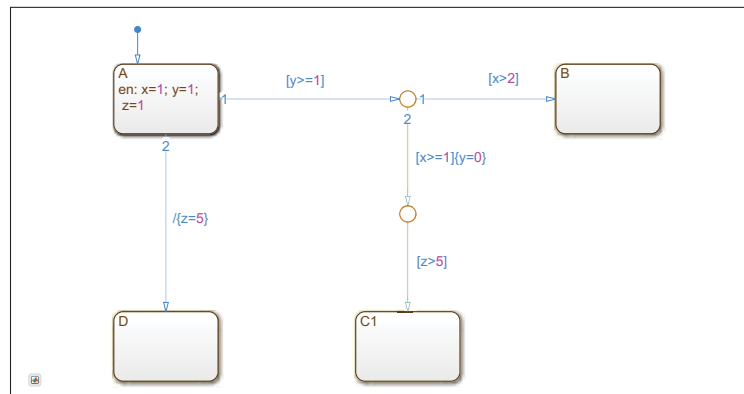 A
en: x=1; y=1;
z=1
1
[y>=1]
1
[x>2]
B
2
2
[x>=1]{y=0}
/{z=5}
[z>5]
D
C1